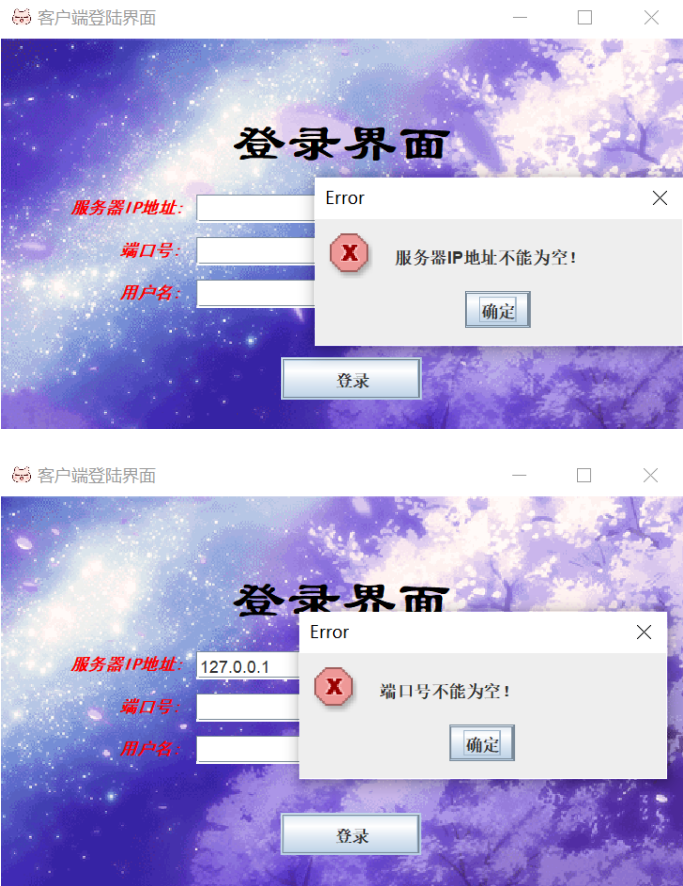 客户端登陆界面
登录界面
服务器IP地址:
Error
服务器IP地址不能为空!
确定
端口号:
用户名:
登录
客户端登陆界面
登录界面
服务器IP地址:
127.0.0.1
Error
端口号不能为空!
确定
端口号:
用户名
登录